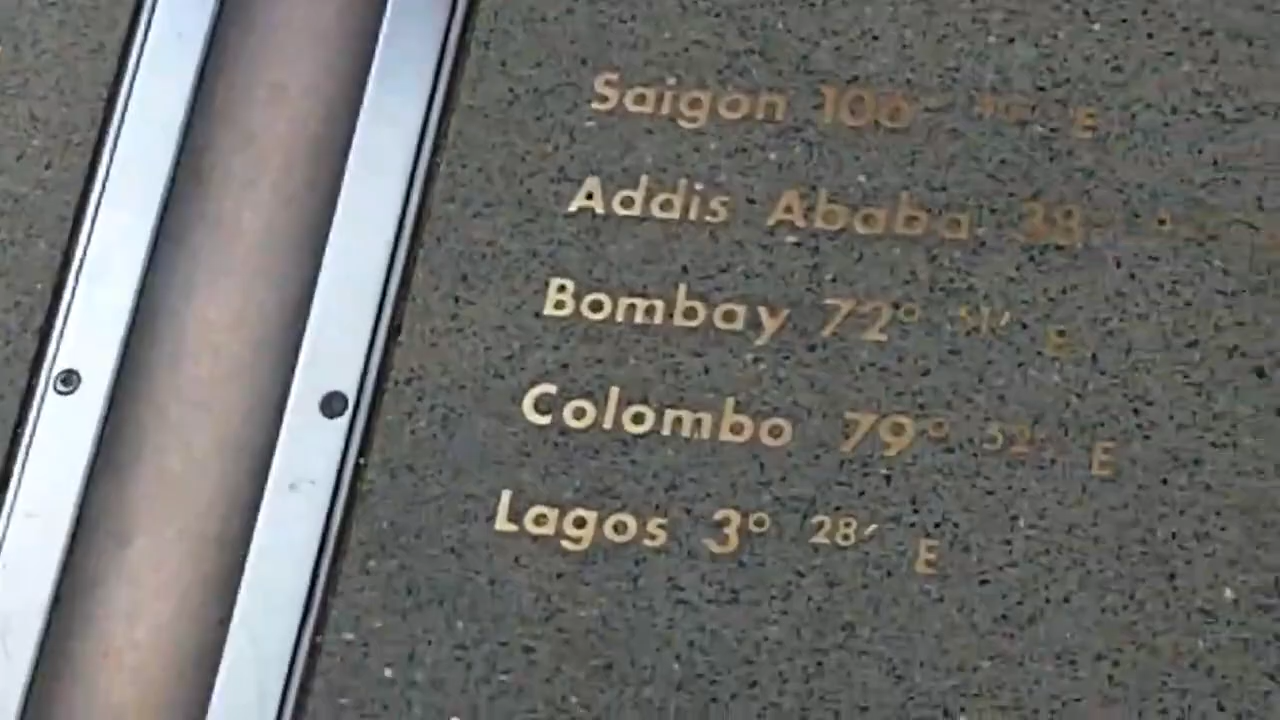 Saigon 106 E
Addis Ababa 38
Bombay 72° 51′ E
Colombo 79° 52′ E
Lagos 3° 28′ E